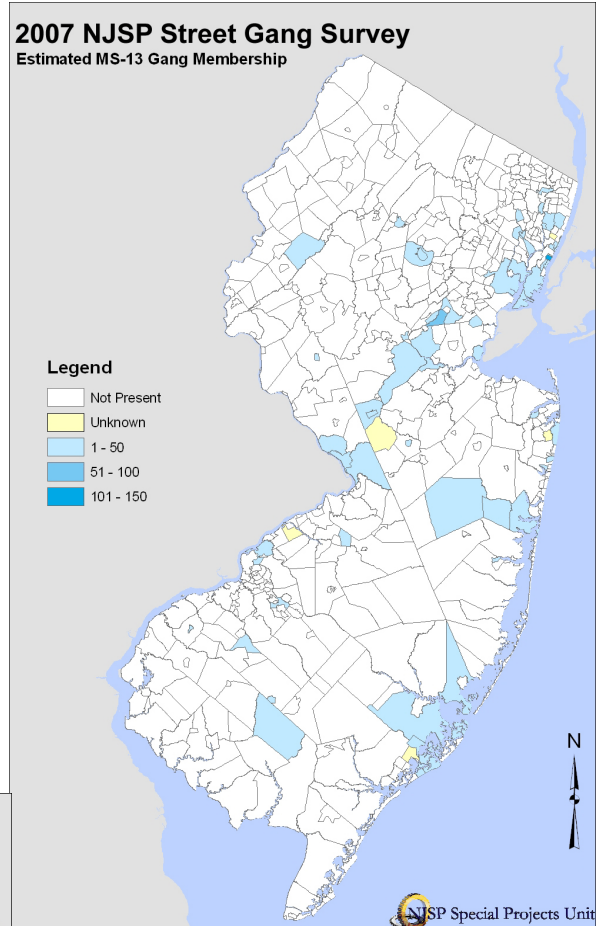 2007 NJSP Street Gang Survey
Estimated MS-13 Gang Membership
Legend
Not Present
Unknown
1 - 50
51 - 100
101 - 150
N
NJSP Special Projects Unit